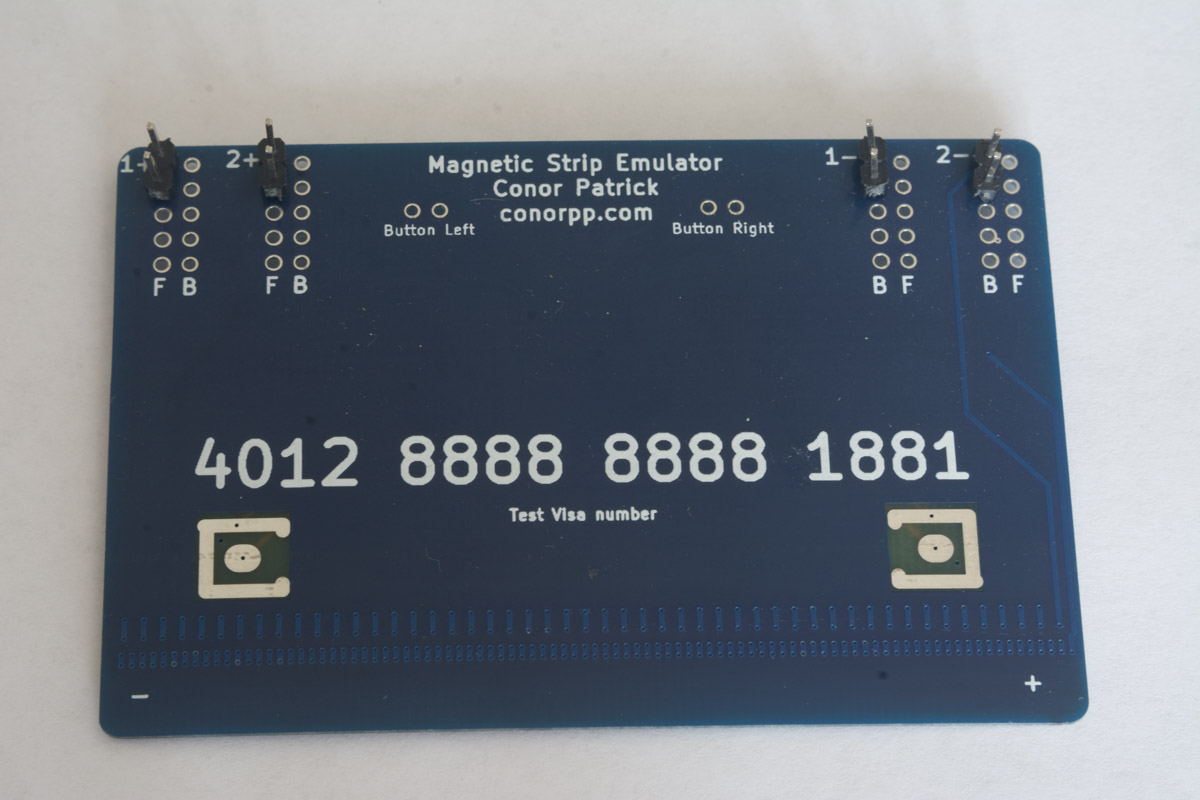 1+ 2+ Magnetic Strip Emulator 1- 2-
Conor Patrick
conorpp.com
Button Left Button Right
F B F B B F B F
4012 8888 8888 1881
Test Visa number
- +